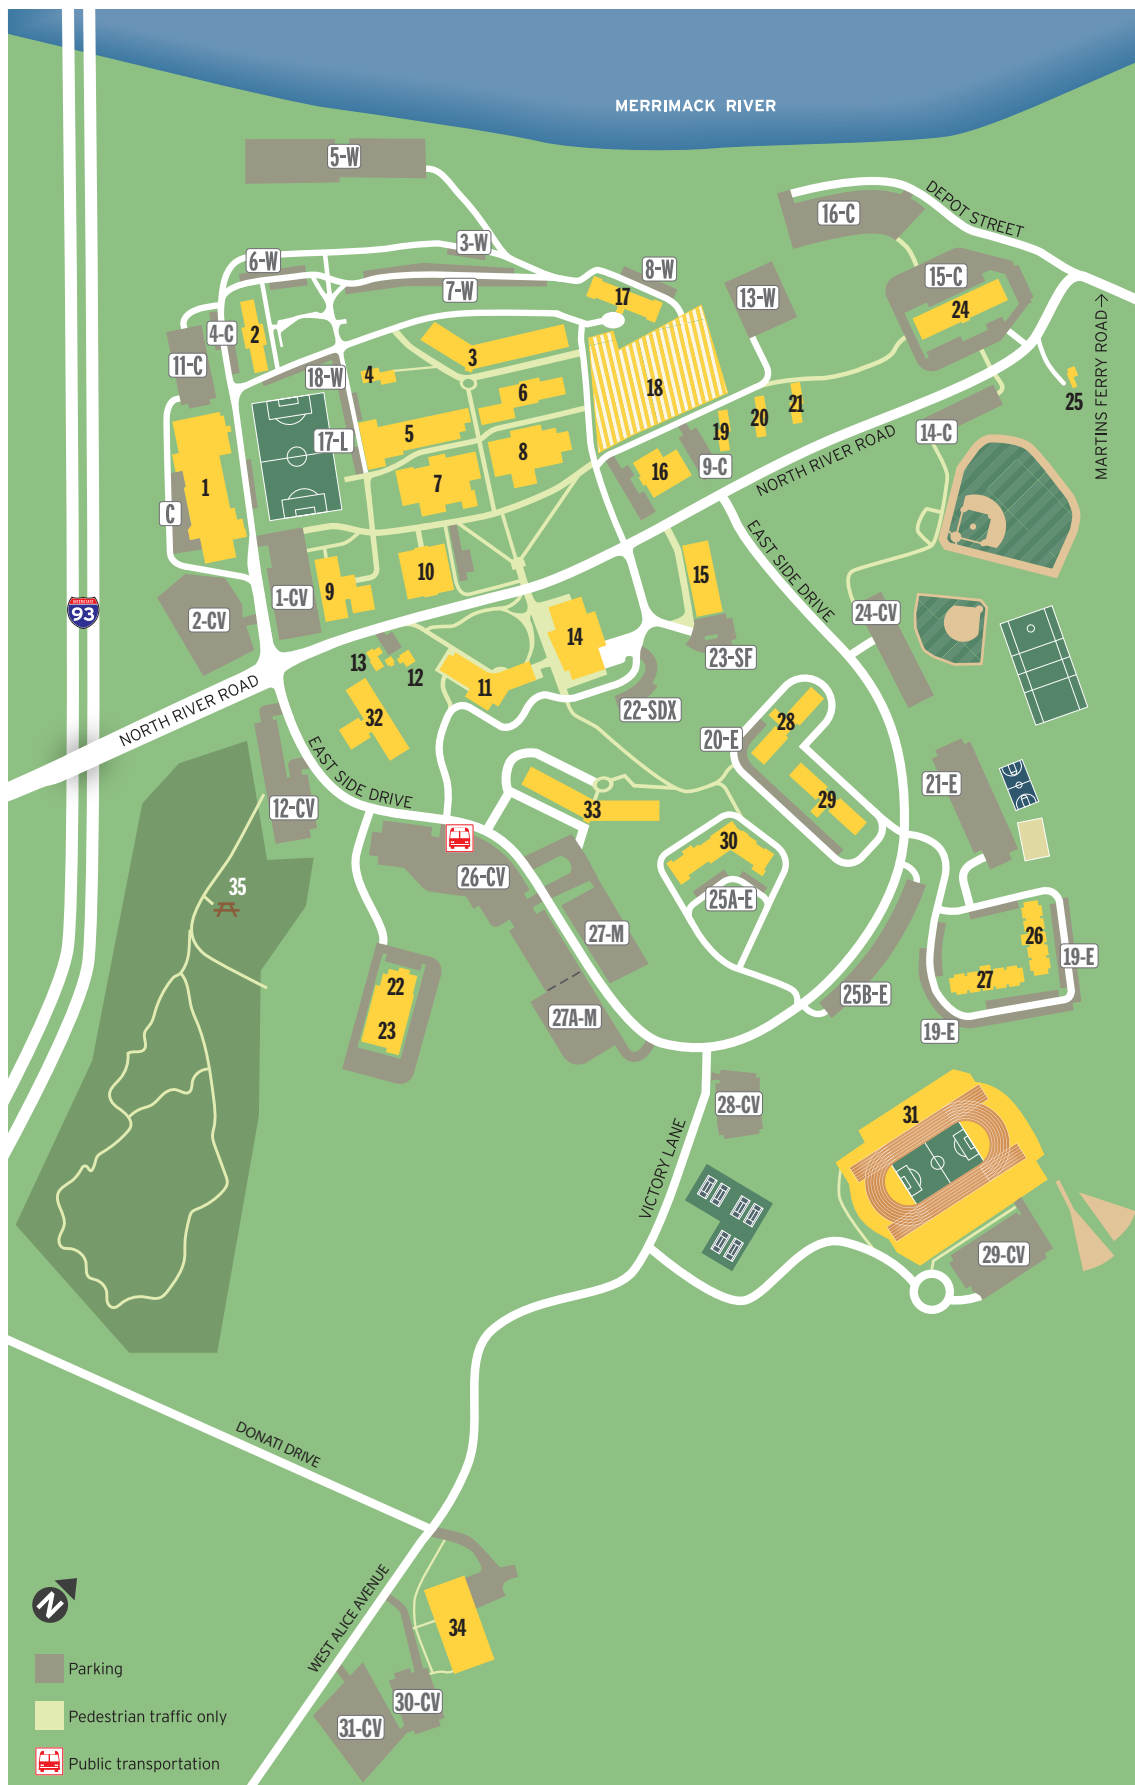 MERRIMACK RIVER
5-W
DEPOT STREET
16-C
3-W
6-W
8-W
15-C
7-W
17
13-W
24
MARTINS FERRY ROAD
4-C
2
3
11-C
18-W
4
6
18
25
21
20
19
5
17-L
14-C
NORTH RIVER ROAD
8
9-C
16
7
1
C
EAST SIDE DRIVE
10
15
9
1-CV
INTERSTATE
93
2-CV
24-CV
14
13
12
23-SF
11
22-SDX
NORTH RIVER ROAD
32
28
20-E
EAST SIDE DRIVE
21-E
29
12-CV
33
30
26-CV
35
25A-E
27-M
26
19-E
22
27
25B-E
27A-M
23
19-E
28-CV
31
VICTORY LANE
29-CV
DONATI DRIVE
N
WEST ALICE AVENUE
34
Parking
30-CV
Pedestrian traffic only
31-CV
Public transportation